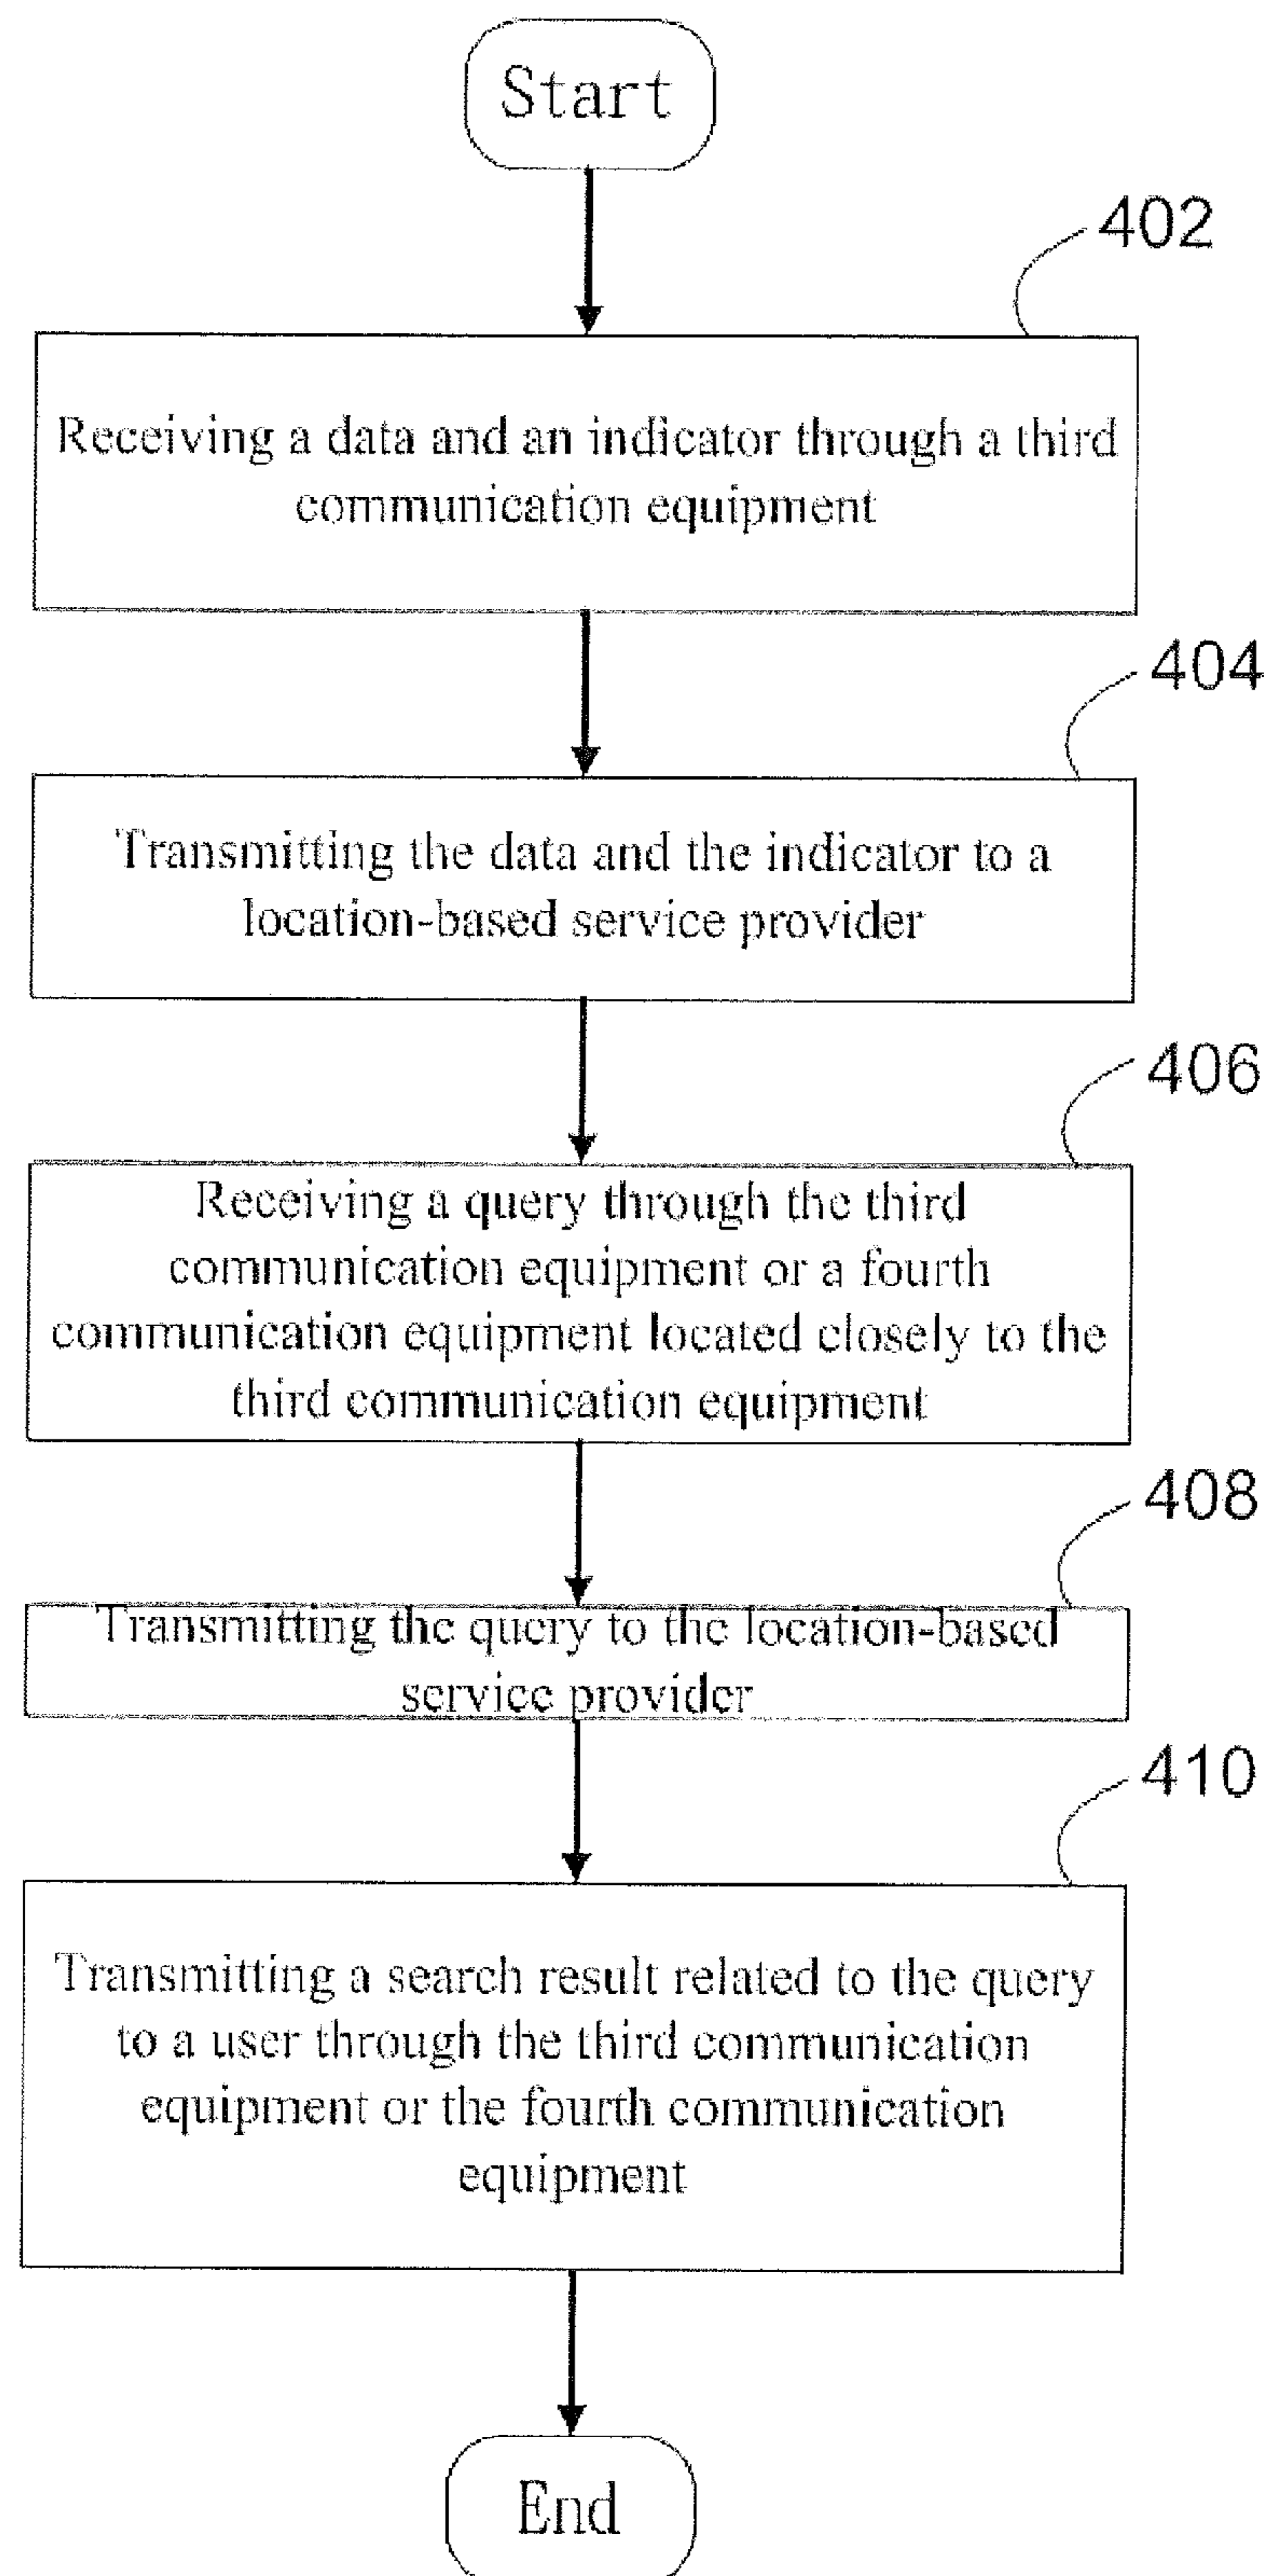 Start
402
Receiving a data and an indicator through a third
communication equipment
404
Transmitting the data and the indicator to a
location-based service provider
406
Receiving a query through the third
communication equipment or a fourth
communication equipment located closely to the
third communication equipment
408
Transmitting the query to the location-based
service provider
410
Transmitting a search result related to the query
to a user through the third communication
equipment or the fourth communication
equipment
End